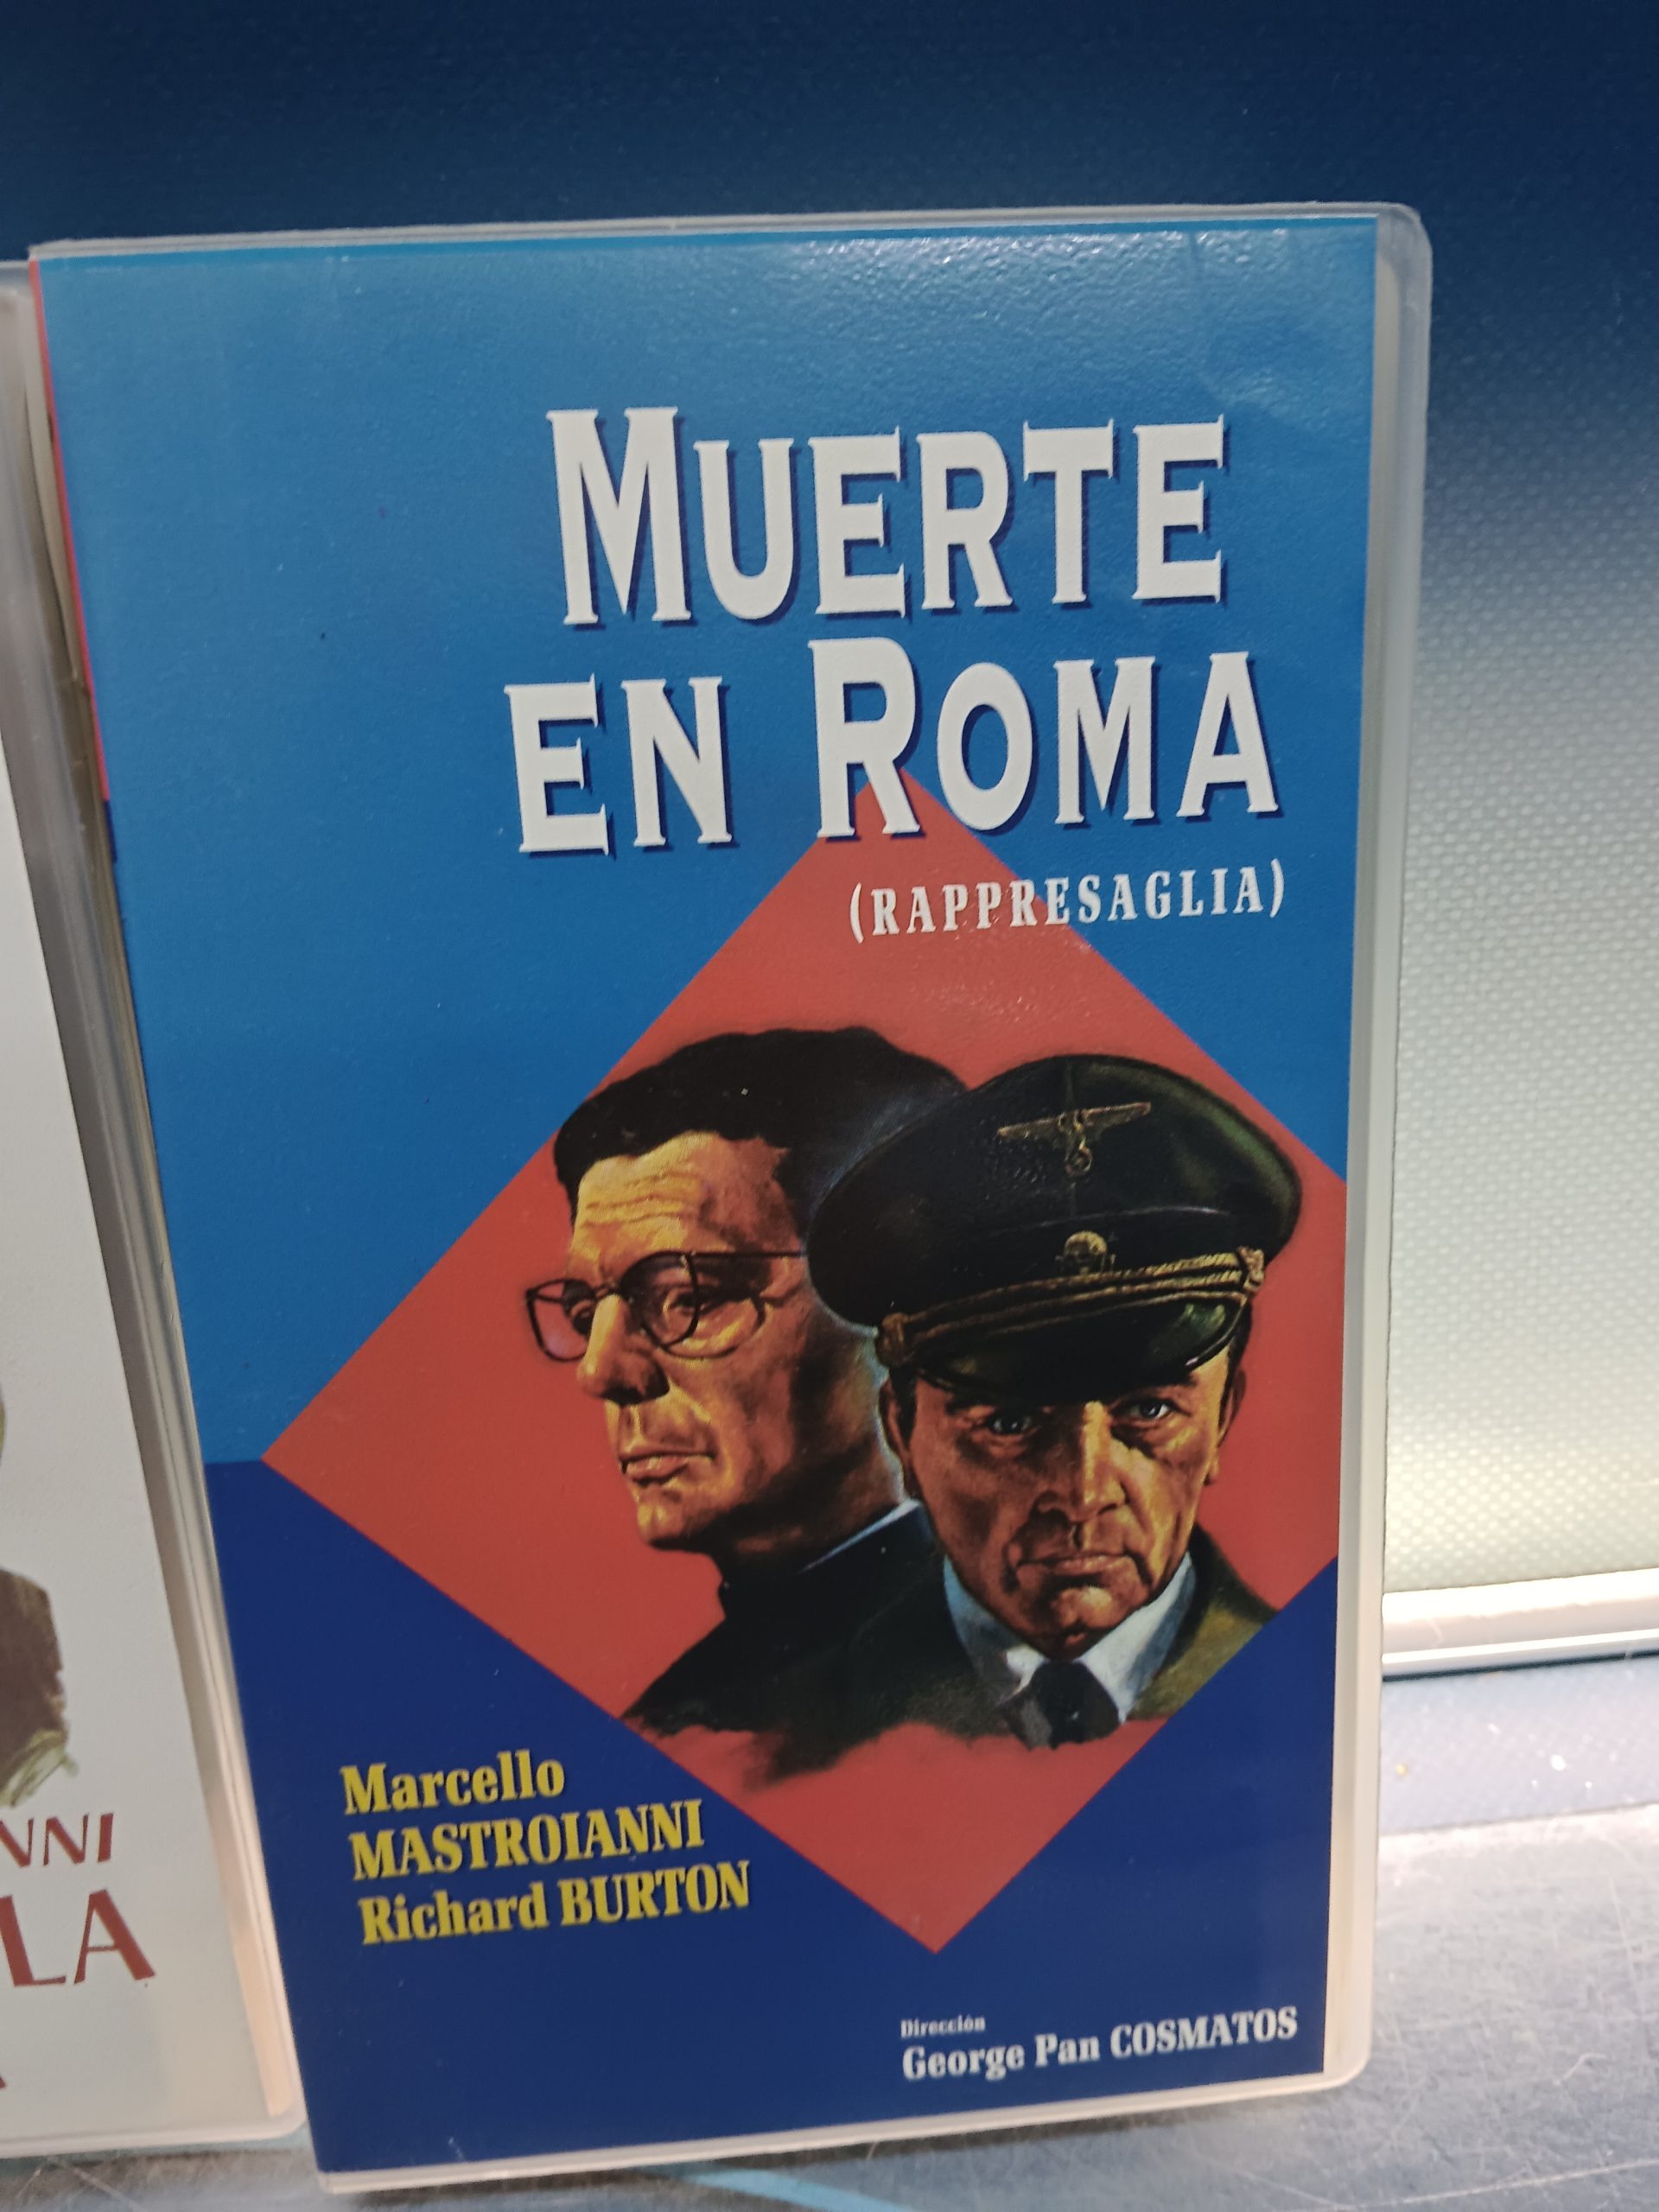 MUERTE
EN ROMA
(RAPPRESAGLIA)
Marcello
MASTROIANNI
Richard BURTON
Dirección
George Pan COSMATOS
NNI
LA